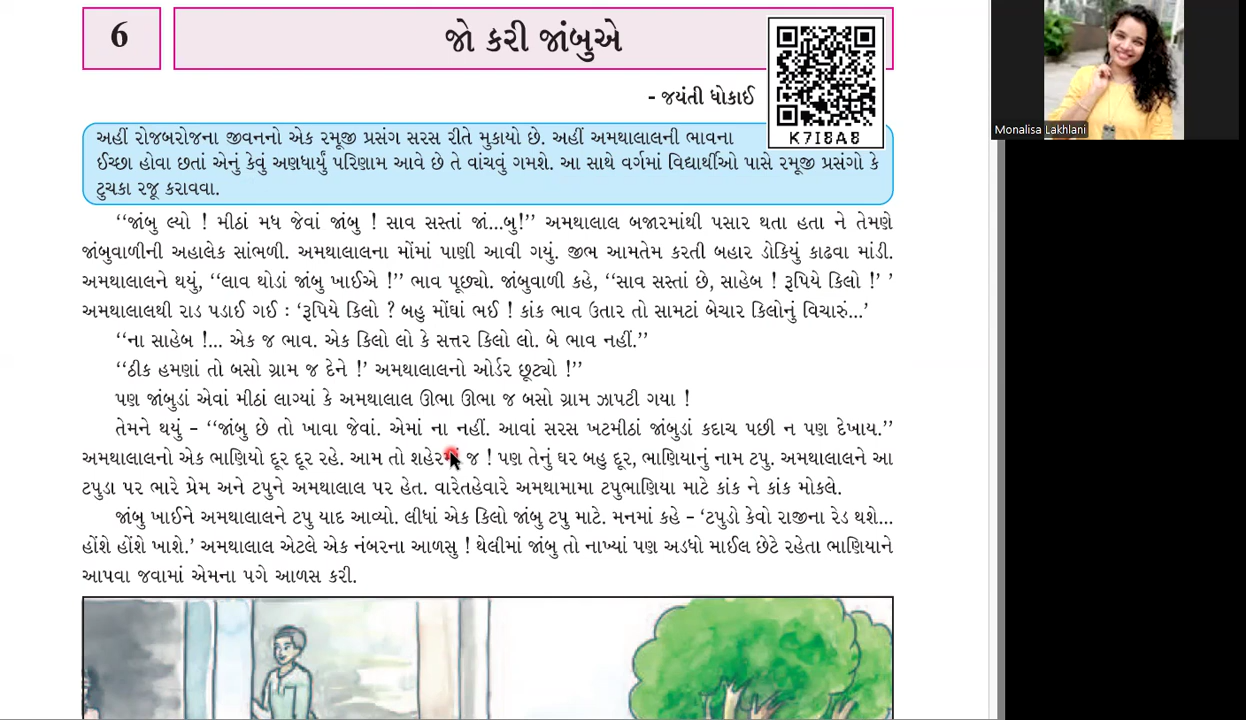 6
જો કરી જાંબુએ
- જયંતી ધોકાઈ
K7I8A8
અહીં રોજબરોજના જીવનનો એક રમૂજી પ્રસંગ સરસ રીતે મુકાયો છે. અહીં અમથાલાલની ભાવના
ઈચ્છા હોવા છતાં એનું કેવું અણધાર્યું પરિણામ આવે છે તે વાંચવું ગમશે. આ સાથે વર્ગમાં વિદ્યાર્થીઓ પાસે રમૂજી પ્રસંગો કે
ટુચકા રજૂ કરાવવા.
‘‘જાંબુ લ્યો ! મીઠાં મધ જેવાં જાંબુ ! સાવ સસ્તાં જાં...બુ!’’ અમથાલાલ બજારમાંથી પસાર થતા હતા ને તેમણે
જાંબુવાળીની અહાલેક સાંભળી. અમથાલાલના મોંમાં પાણી આવી ગયું. જીભ આમતેમ કરતી બહાર ડોકિયું કાઢવા માંડી.
અમથાલાલને થયું, ‘‘લાવ થોડાં જાંબુ ખાઈએ !’’ ભાવ પૂછ્યો. જાંબુવાળી કહે, ‘‘સાવ સસ્તાં છે, સાહેબ ! રૂપિયે કિલો !’ ’
અમથાલાલથી રાડ પડાઈ ગઈ : ‘રૂપિયે કિલો ? બહુ મોંઘાં ભઈ ! કાંક ભાવ ઉતાર તો સામટાં બેચાર કિલોનું વિચારું...’
‘‘ના સાહેબ !... એક જ ભાવ. એક કિલો લો કે સત્તર કિલો લો. બે ભાવ નહીં.’’
‘‘ઠીક હમણાં તો બસો ગ્રામ જ દેને !’ અમથાલાલનો ઓર્ડર છૂટ્યો !’’
પણ જાંબુડાં એવાં મીઠાં લાગ્યાં કે અમથાલાલ ઊભા ઊભા જ બસો ગ્રામ ઝાપટી ગયા !
તેમને થયું - ‘‘જાંબુ છે તો ખાવા જેવાં. એમાં ના નહીં. આવાં સરસ ખટમીઠાં જાંબુડાં કદાચ પછી ન પણ દેખાય.’’
અમથાલાલનો એક ભાણિયો દૂર દૂર રહે. આમ તો શહેરમાં જ ! પણ તેનું ઘર બહુ દૂર, ભાણિયાનું નામ ટપુ. અમથાલાલને આ
ટપુડા પર ભારે પ્રેમ અને ટપુને અમથાલાલ પર હેત. વારેતહેવારે અમથામામા ટપુભાણિયા માટે કાંક ને કાંક મોકલે.
જાંબુ ખાઈને અમથાલાલને ટપુ યાદ આવ્યો. લીધાં એક કિલો જાંબુ ટપુ માટે. મનમાં કહે - ‘ટપુડો કેવો રાજીના રેડ થશે...
હોંશે હોંશે ખાશે.’ અમથાલાલ એટલે એક નંબરના આળસુ ! થેલીમાં જાંબુ તો નાખ્યાં પણ અડધો માઈલ છેટે રહેતા ભાણિયાને
આપવા જવામાં એમના પગે આળસ કરી.
Monalisa Lakhlani